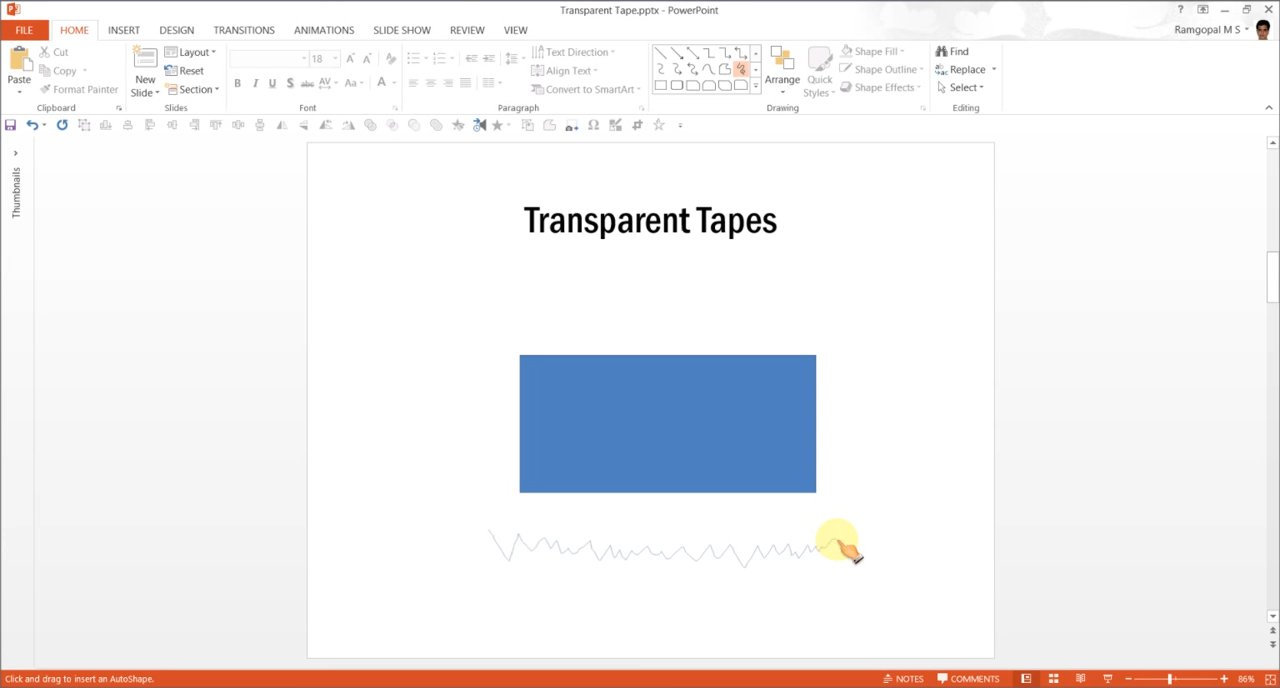 Transparent Tape.pptx - PowerPoint
FILE HOME INSERT DESIGN TRANSITIONS ANIMATIONS SLIDE SHOW REVIEW VIEW Ramgopal M S
Paste Cut Copy Format Painter
Clipboard
New Slide Layout Reset Section
Slides
18
B I U S abc AV Aa A
Font
Text Direction
Align Text
Convert to SmartArt
Paragraph
Arrange Quick Styles Shape Fill Shape Outline Shape Effects
Drawing
Find
Replace
Select
Editing
Thumbnails
Transparent Tapes
Click and drag to insert an AutoShape. NOTES COMMENTS 86%